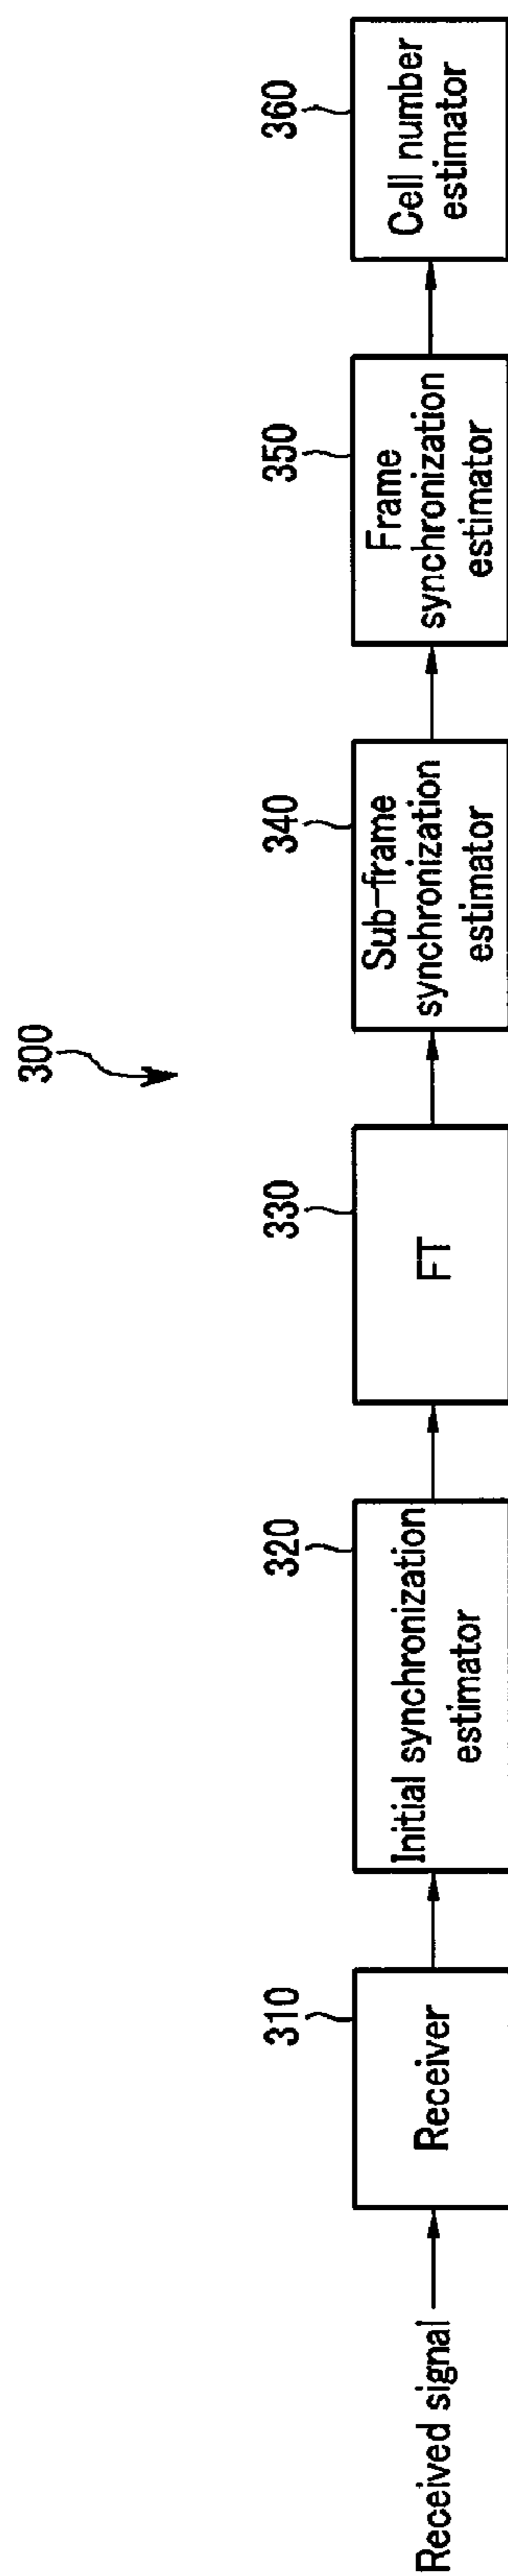 300
Received signal
310
Receiver
320
Initial synchronization
estimator
330
FT
340
Sub-frame
synchronization
estimator
350
Frame
synchronization
estimator
360
Cell number
estimator